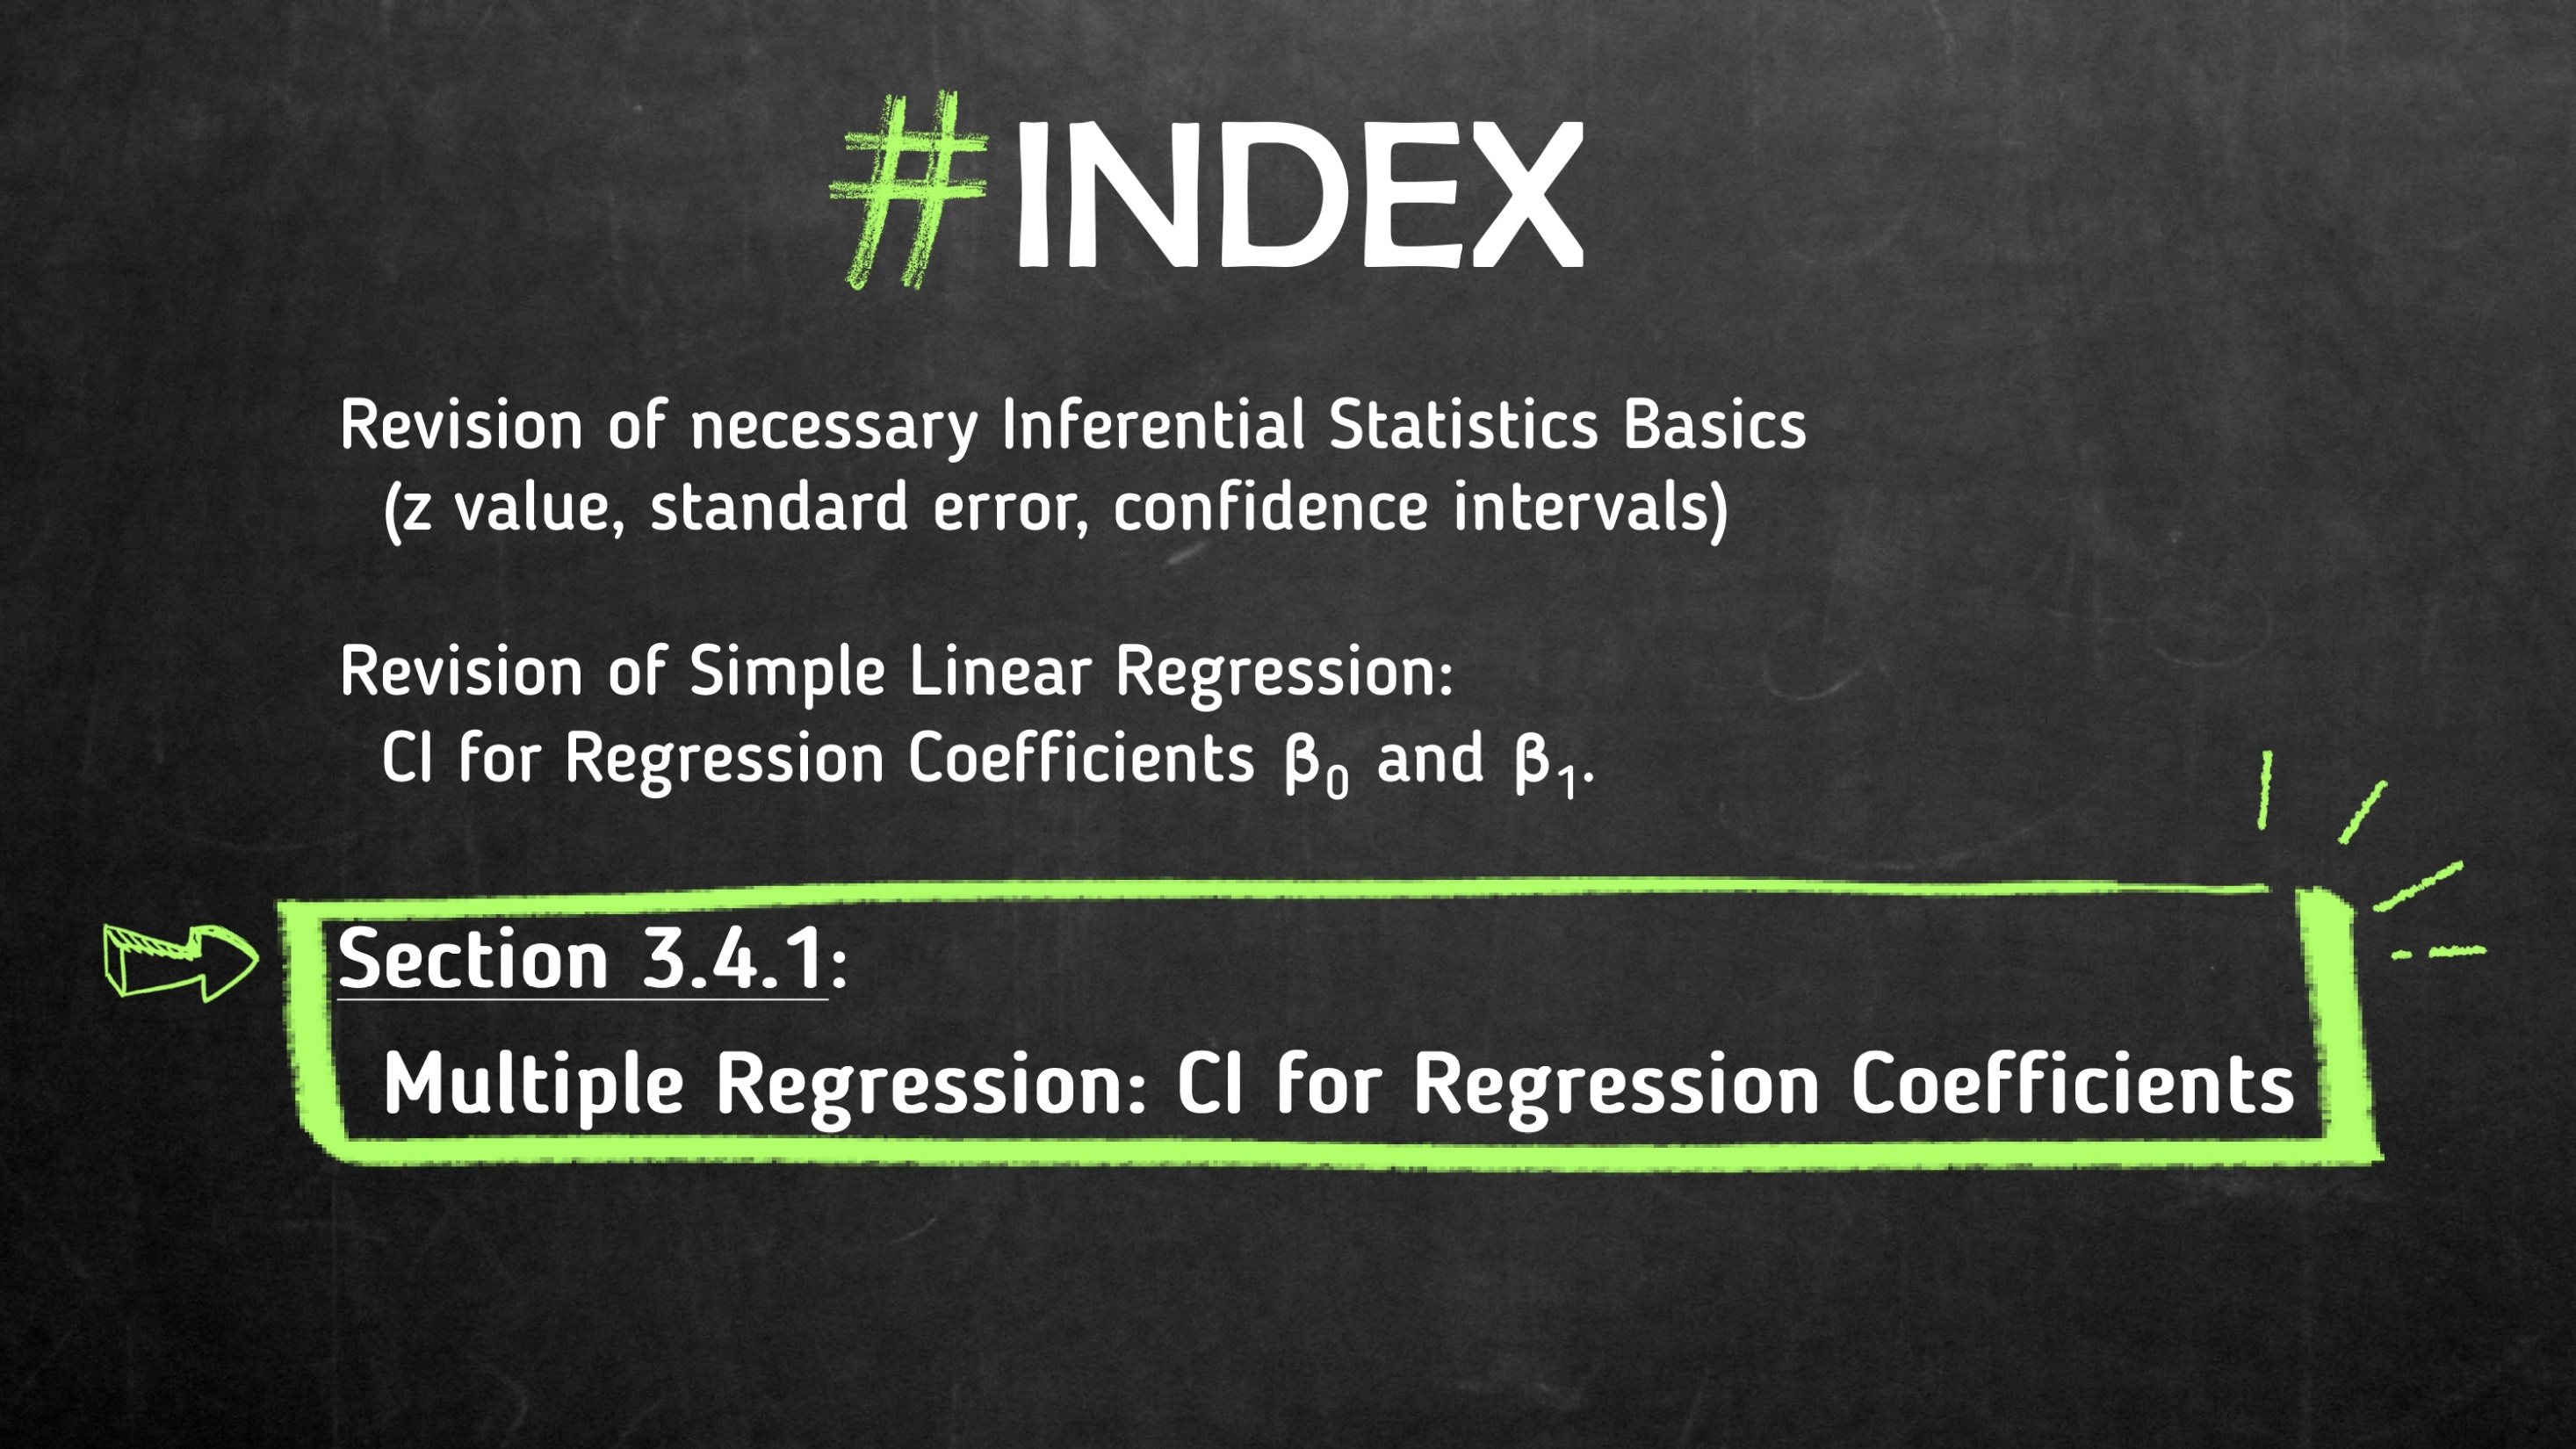 #INDEX
Revision of necessary Inferential Statistics Basics
(z value, standard error, confidence intervals)
Revision of Simple Linear Regression:
CI for Regression Coefficients β₀ and β₁.
Section 3.4.1:
Multiple Regression: CI for Regression Coefficients